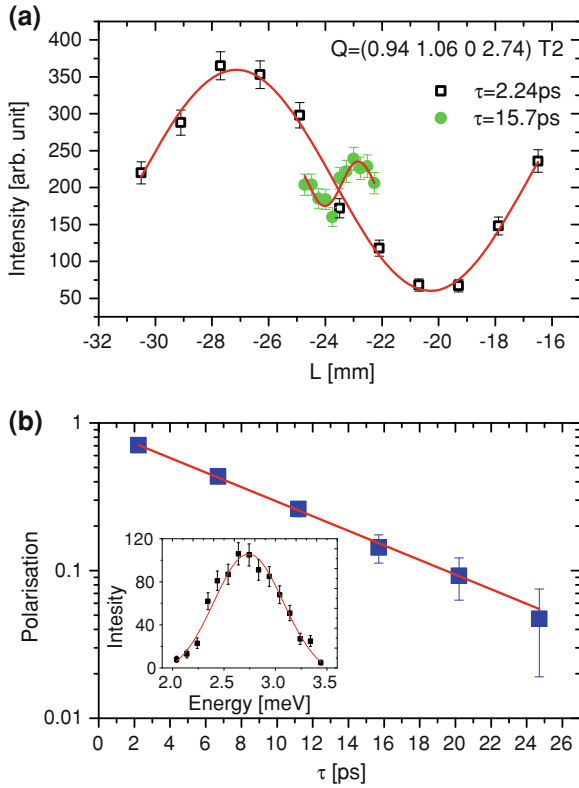 (a)
Q=(0.94 1.06 0 2.74) T2
τ=2.24ps
τ=15.7ps
Intensity [arb. unit]
400
350
300
250
200
150
100
50
-32 -30 -28 -26 -24 -22 -20 -18 -16
L [mm]
(b)
Polarisation
1
0.1
0.01
Intesity
120
80
40
0
2.0 2.5 3.0 3.5
Energy [meV]
0 2 4 6 8 10 12 14 16 18 20 22 24 26
τ [ps]